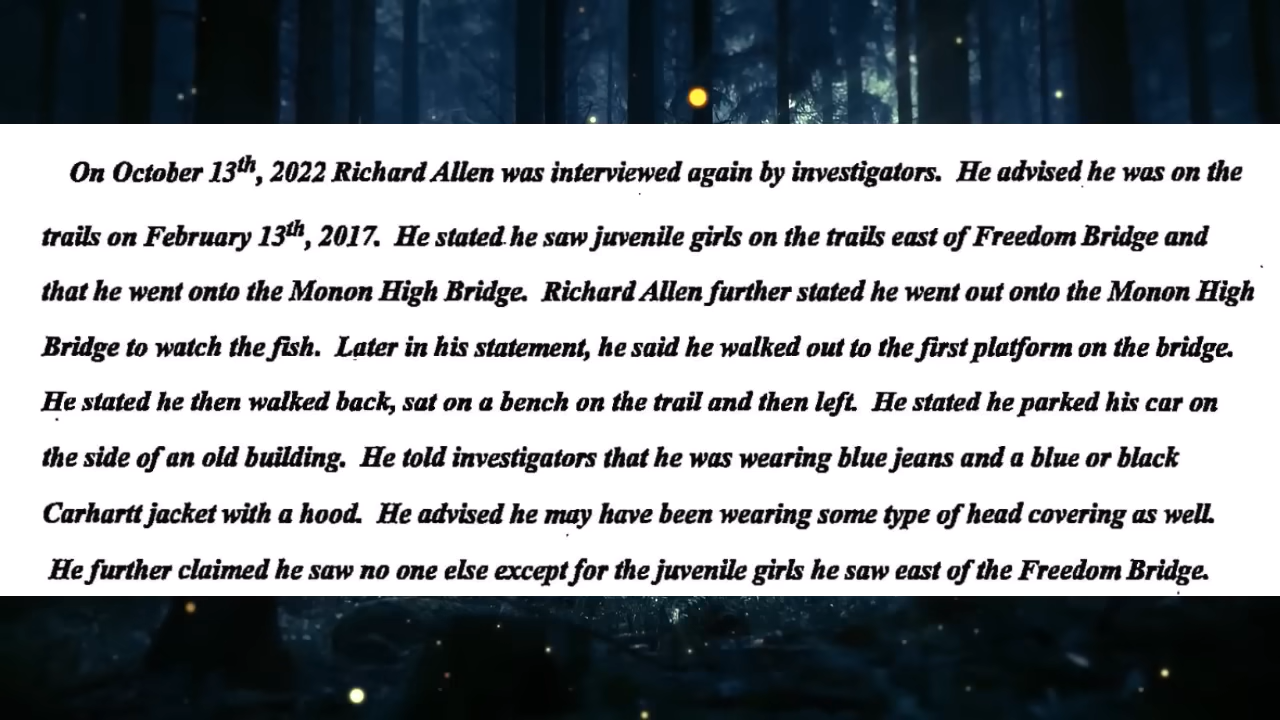 On October 13th, 2022 Richard Allen was interviewed again by investigators. He advised he was on the
trails on February 13th, 2017. He stated he saw juvenile girls on the trails east of Freedom Bridge and
that he went onto the Monon High Bridge. Richard Allen further stated he went out onto the Monon High
Bridge to watch the fish. Later in his statement, he said he walked out to the first platform on the bridge.
He stated he then walked back, sat on a bench on the trail and then left. He stated he parked his car on
the side of an old building. He told investigators that he was wearing blue jeans and a blue or black
Carhartt jacket with a hood. He advised he may have been wearing some type of head covering as well.
He further claimed he saw no one else except for the juvenile girls he saw east of the Freedom Bridge.